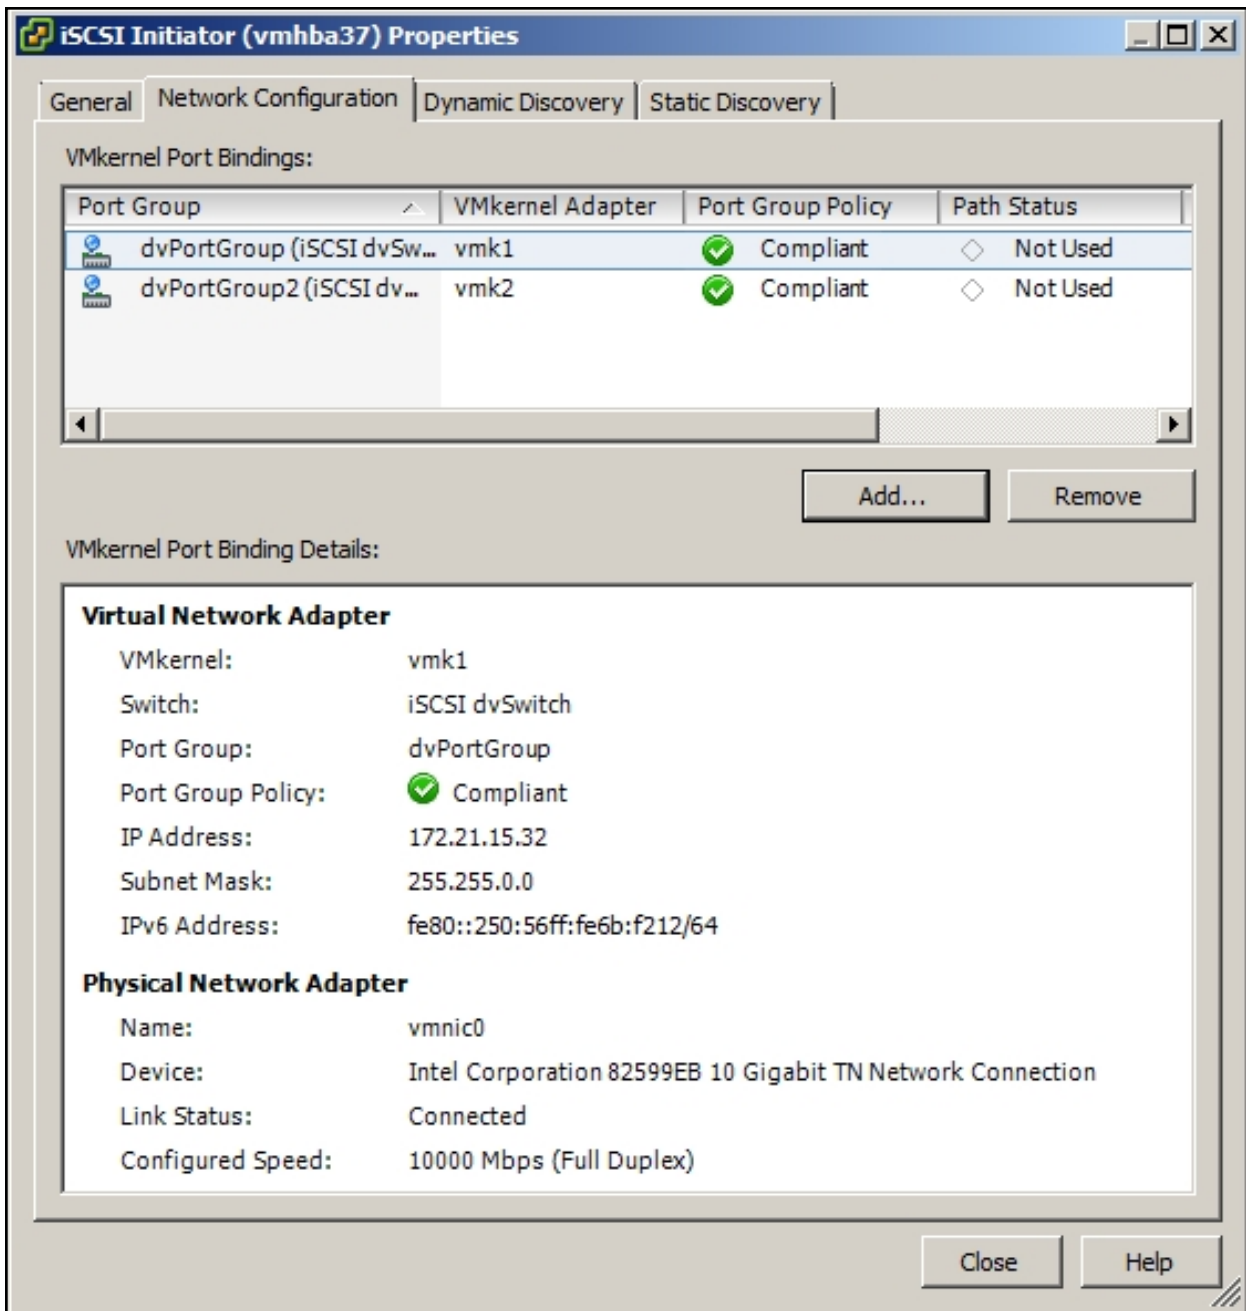 iSCSI Initiator (vmhba37) Properties
General Network Configuration Dynamic Discovery Static Discovery
VMkernel Port Bindings:
Port Group VMkernel Adapter Port Group Policy Path Status
dvPortGroup (iSCSI dvSw... vmk1 Compliant Not Used
dvPortGroup2 (iSCSI dv... vmk2 Compliant Not Used
Add... Remove
VMkernel Port Binding Details:
Virtual Network Adapter
VMkernel: vmk1
Switch: iSCSI dvSwitch
Port Group: dvPortGroup
Port Group Policy: Compliant
IP Address: 172.21.15.32
Subnet Mask: 255.255.0.0
IPv6 Address: fe80::250:56ff:fe6b:f212/64
Physical Network Adapter
Name: vmnic0
Device: Intel Corporation 82599EB 10 Gigabit TN Network Connection
Link Status: Connected
Configured Speed: 10000 Mbps (Full Duplex)
Close Help